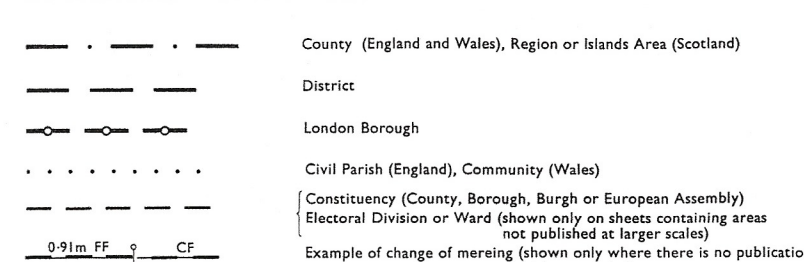 County (England and Wales), Region or Islands Area (Scotland)
District
London Borough
Civil Parish (England), Community (Wales)
Constituency (County, Borough, Burgh or European Assembly)
Electoral Division or Ward (shown only on sheets containing areas
not published at larger scales)
0·91m FF CF
Example of change of mereing (shown only where there is no